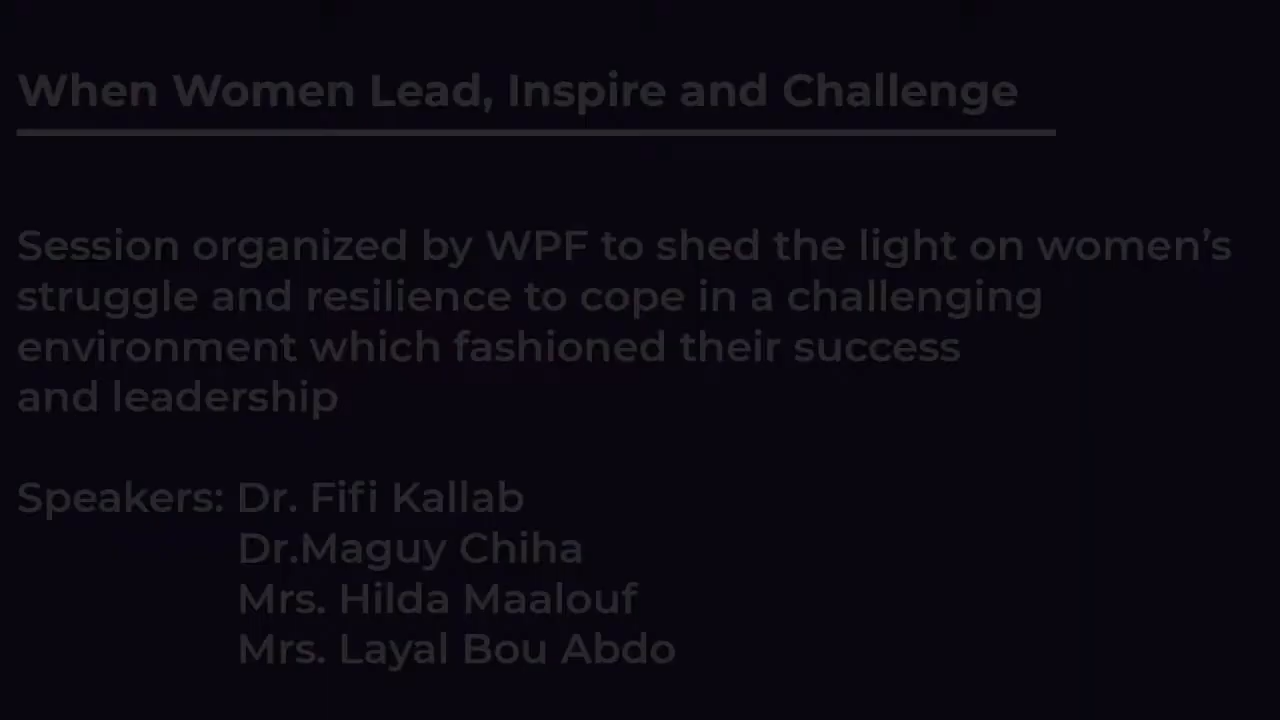 When Women Lead, Inspire and Challenge
Session organized by WPF to shed the light on women’s
struggle and resilience to cope in a challenging
environment which fashioned their success
and leadership
Speakers: Dr. Fifi Kallab
Dr.Maguy Chiha
Mrs. Hilda Maalouf
Mrs. Layal Bou Abdo